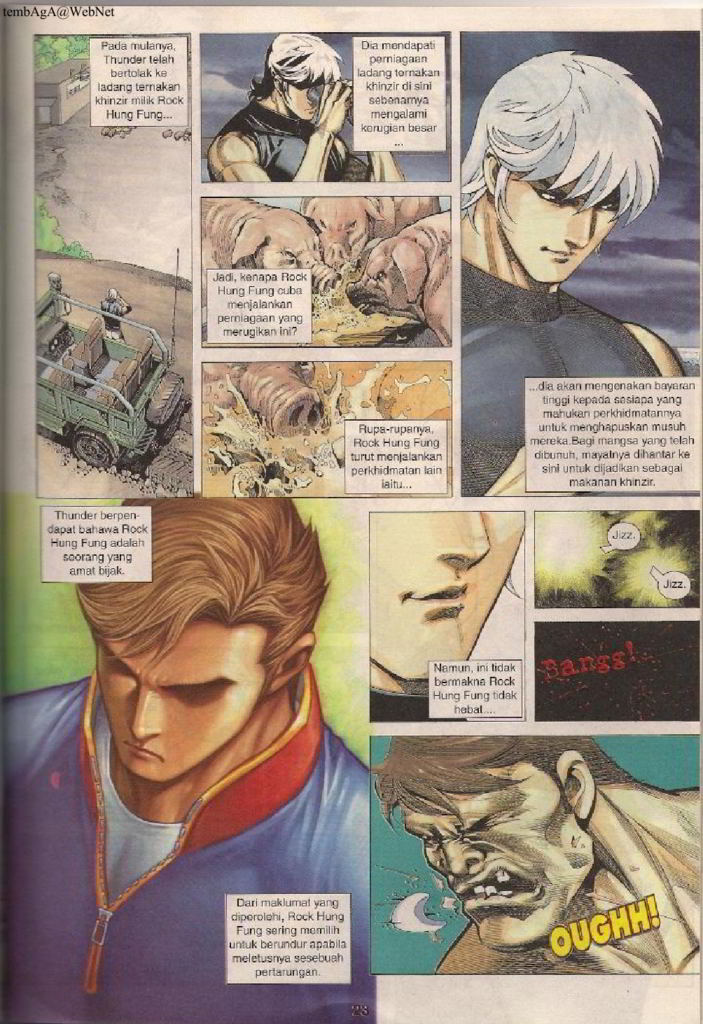 tembAgA@WebNet
Pada mulanya,
Thunder telah
bertolak ke
ladang ternakan
khinzir milik Rock
Hung Fung...
Dia mendapati
perniagaan
ladang ternakan
khinzir di sini
sebenarnya
mengalami
kerugian besar
...
Jadi, kenapa Rock
Hung Fung cuba
menjalankan
perniagaan yang
merugikan ini?
Rupa-rupanya,
Rock Hung Fung
turut menjalankan
perkhidmatan lain
iaitu...
...dia akan mengenakan bayaran
tinggi kepada sesiapa yang
mahukan perkhidmatannya
untuk menghapuskan musuh
mereka.Bagi mangsa yang telah
dibunuh, mayatnya dihantar ke
sini untuk dijadikan sebagai
makanan khinzir.
Thunder berpen-
dapat bahawa Rock
Hung Fung adalah
seorang yang
amat bijak.
Namun, ini tidak
bermakna Rock
Hung Fung tidak
hebat....
Jizz.
Jizz.
Bangs!
Dari maklumat yang
diperolehi, Rock Hung
Fung sering memilih
untuk berundur apabila
meletusnya sesebuah
pertarungan.
OUGHH!
23